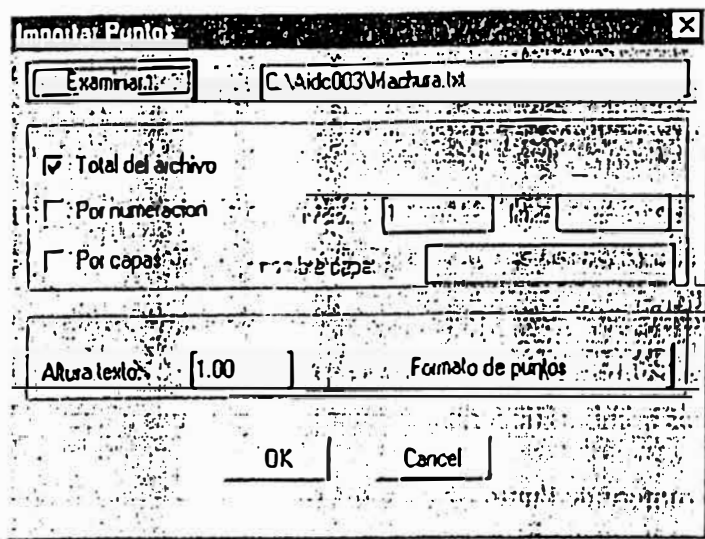 Importar Puntos
Examinar... C:\Aidc003\Machura.txt
Total del archivo
Por numeracion 1
Por capas
Altura texto: 1.00 Formato de puntos
OK Cancel